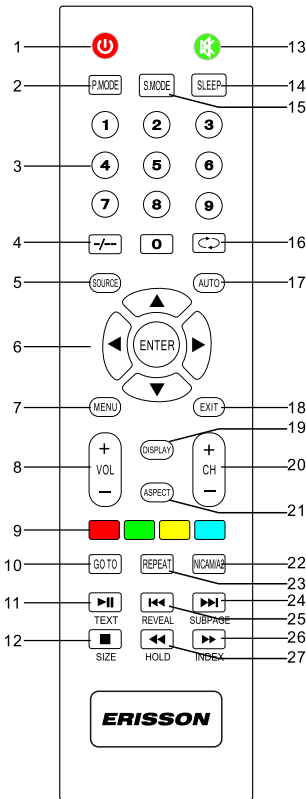 1 13
2 P.MODE S.MODE SLEEP 14
15
1 2 3
3 4 5 6
7 8 9
4 -/-- 0 16
5 SOURCE AUTO 17
6 ENTER
7 MENU EXIT 18
19
+ DISPLAY +
8 VOL CH 20
- ASPECT -
21
9
10 GO TO REPEAT NICAM/A2 22
23
11 24
TEXT REVEAL SUBPAGE 25
12 26
SIZE HOLD INDEX 27
ERISSON